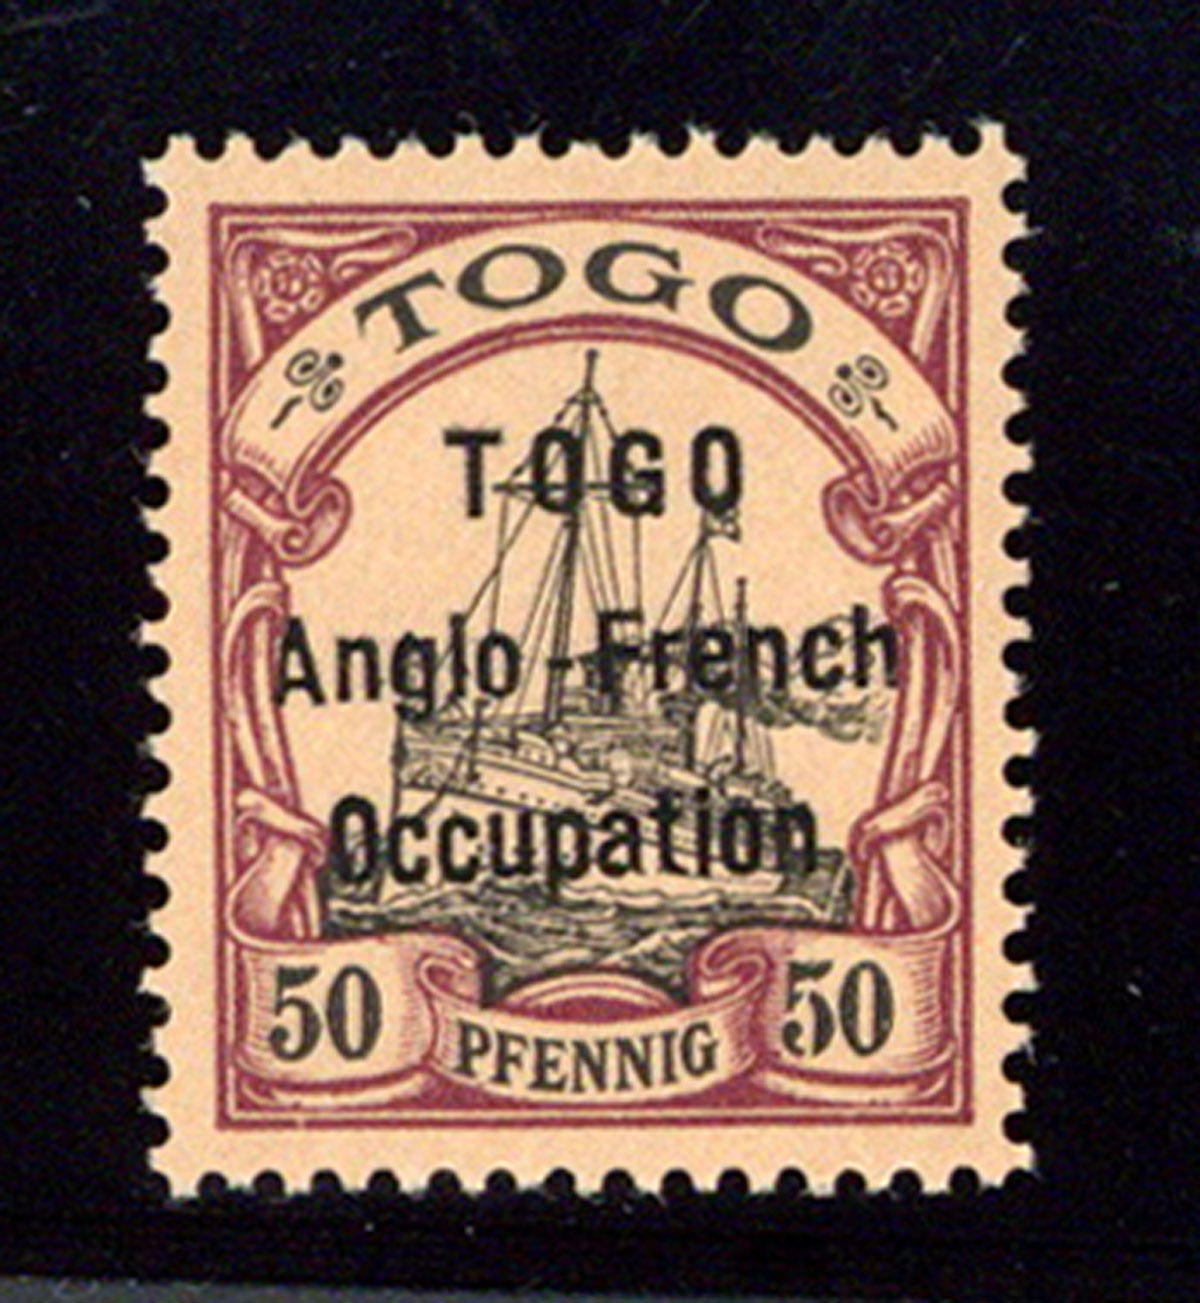 TOGO
TOGO
Anglo-French
Occupation
50 PFENNIG 50